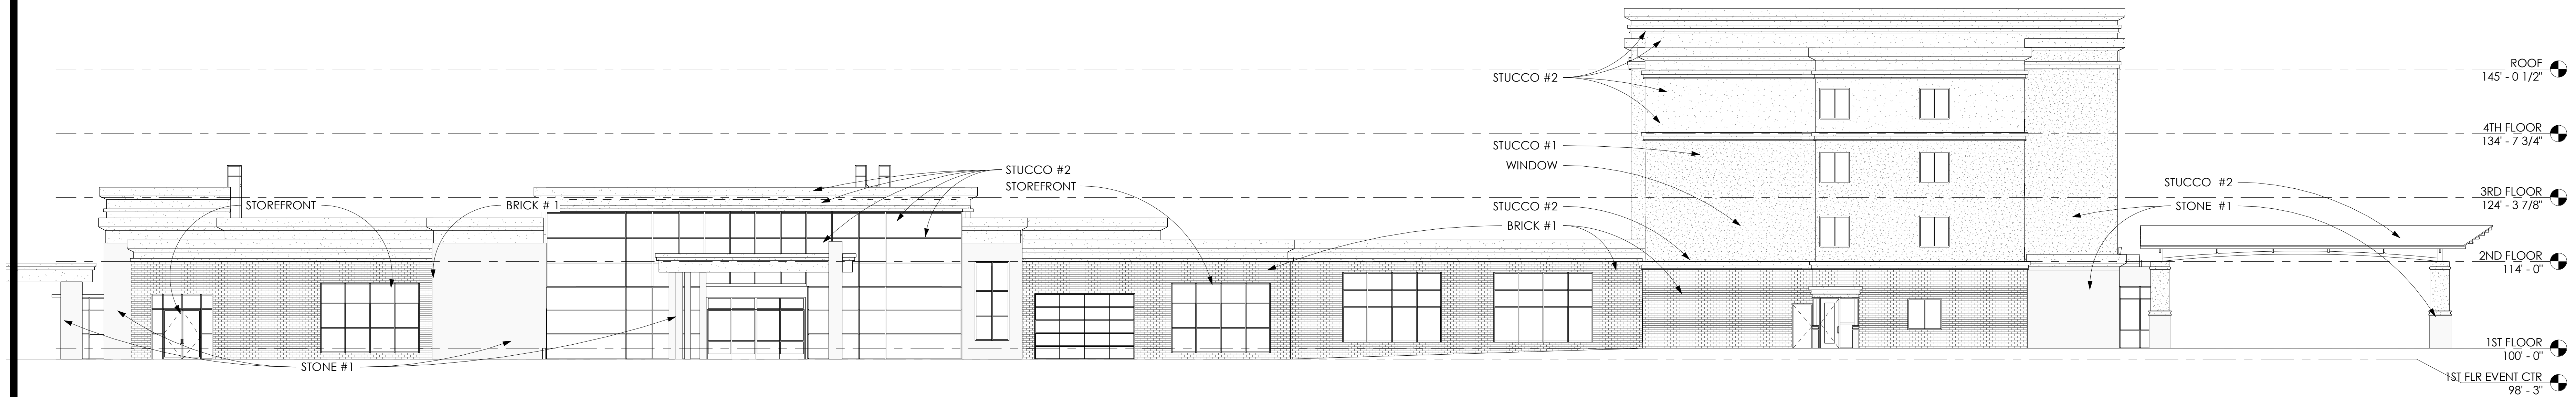 ROOF
145' - 0 1/2"
STUCCO #2
4TH FLOOR
134' - 7 3/4"
STUCCO #1
WINDOW
STUCCO #2
STOREFRONT
STUCCO #2
3RD FLOOR
124' - 3 7/8"
STOREFRONT
BRICK # 1
STUCCO #2
STONE #1
BRICK #1
2ND FLOOR
114' - 0"
1ST FLOOR
100' - 0"
STONE #1
1ST FLR EVENT CTR
98' - 3"